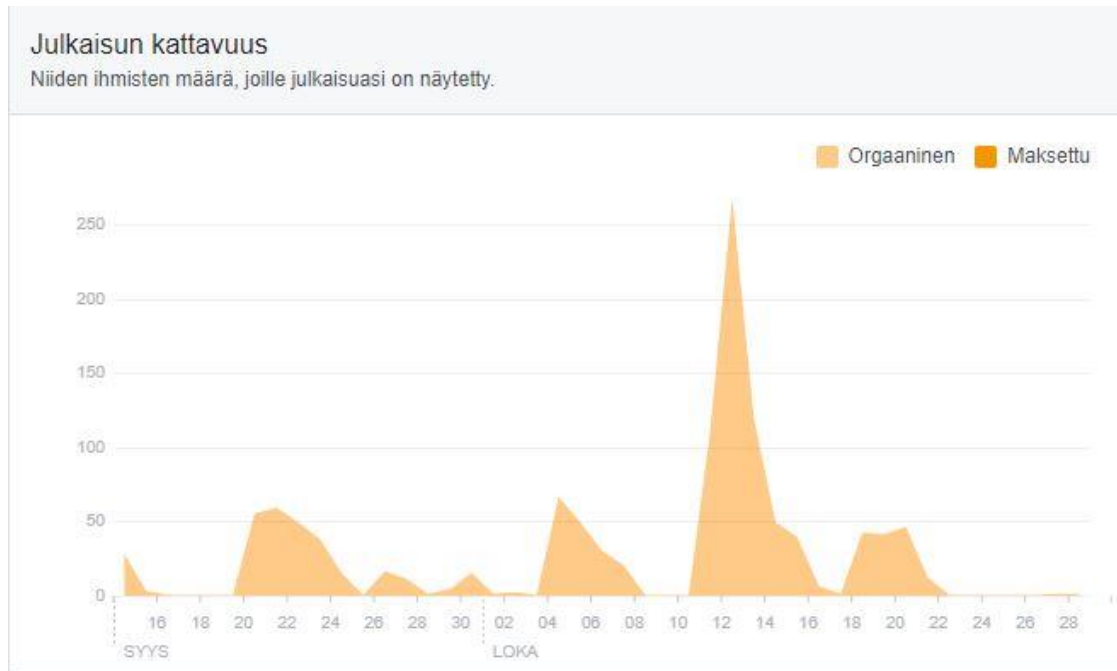 Julkaisun kattavuus
Niiden ihmisten määrä, joille julkaisuasi on näytetty.
Orgaaninen Maksettu
250
200
150
100
50
0
16 18 20 22 24 26 28 30 02 04 06 08 10 12 14 16 18 20 22 24 26 28
SYYS LOKA